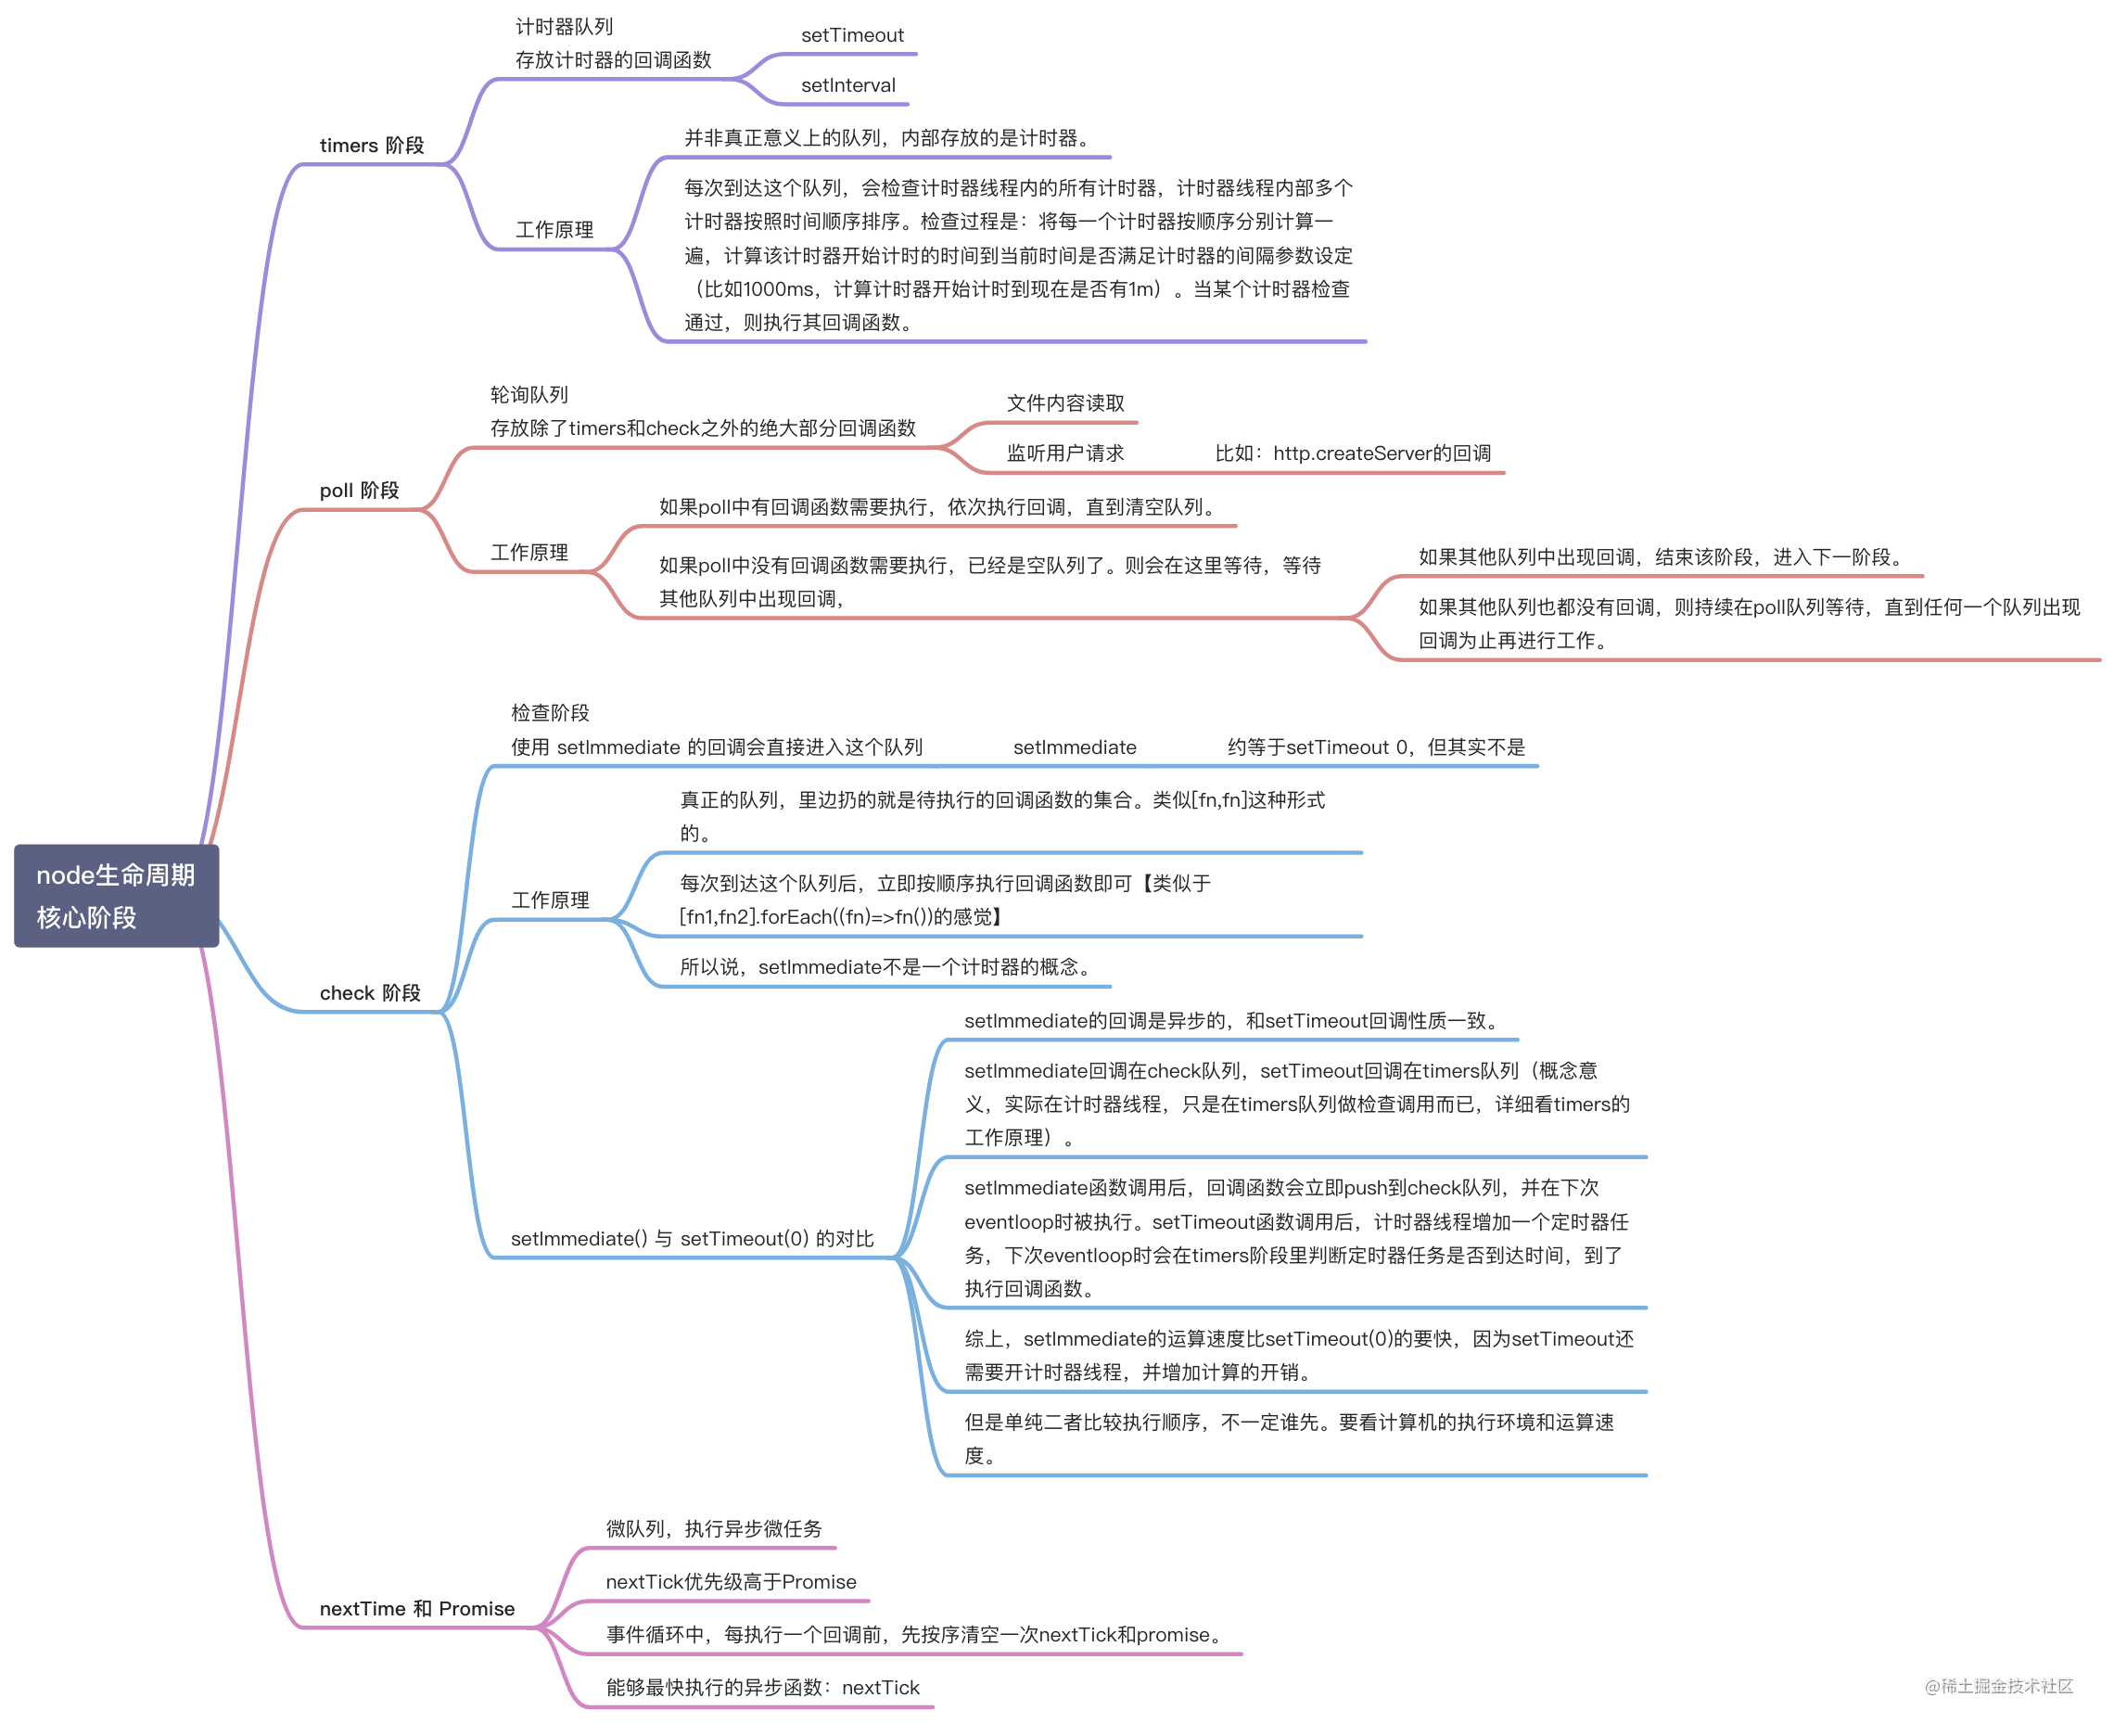 计时器队列
存放计时器的回调函数
setTimeout
setInterval
timers 阶段
并非真正意义上的队列，内部存放的是计时器。
工作原理
每次到达这个队列，会检查计时器线程内的所有计时器，计时器线程内部多个
计时器按照时间顺序排序。检查过程是：将每一个计时器按顺序分别计算一
遍，计算该计时器开始计时的时间到当前时间是否满足计时器的间隔参数设定
（比如1000ms，计算计时器开始计时到现在是否有1m）。当某个计时器检查
通过，则执行其回调函数。
轮询队列
存放除了timers和check之外的绝大部分回调函数
文件内容读取
监听用户请求
比如：http.createServer的回调
poll 阶段
工作原理
如果poll中有回调函数需要执行，依次执行回调，直到清空队列。
如果poll中没有回调函数需要执行，已经是空队列了。则会在这里等待，等待
其他队列中出现回调，
如果其他队列中出现回调，结束该阶段，进入下一阶段。
如果其他队列也都没有回调，则持续在poll队列等待，直到任何一个队列出现
回调为止再进行工作。
检查阶段
使用 setImmediate 的回调会直接进入这个队列
setImmediate
约等于setTimeout 0，但其实不是
真正的队列，里边扔的就是待执行的回调函数的集合。类似[fn,fn]这种形式
的。
node生命周期
核心阶段
工作原理
每次到达这个队列后，立即按顺序执行回调函数即可【类似于
[fn1,fn2].forEach((fn)=>fn())的感觉】
所以说，setImmediate不是一个计时器的概念。
check 阶段
setImmediate的回调是异步的，和setTimeout回调性质一致。
setImmediate回调在check队列，setTimeout回调在timers队列（概念意
义，实际在计时器线程，只是在timers队列做检查调用而已，详细看timers的
工作原理）。
setImmediate() 与 setTimeout(0) 的对比
setImmediate函数调用后，回调函数会立即push到check队列，并在下次
eventloop时被执行。setTimeout函数调用后，计时器线程增加一个定时器任
务，下次eventloop时会在timers阶段里判断定时器任务是否到达时间，到了
执行回调函数。
综上，setImmediate的运算速度比setTimeout(0)的要快，因为setTimeout还
需要开计时器线程，并增加计算的开销。
但是单纯二者比较执行顺序，不一定谁先。要看计算机的执行环境和运算速
度。
微队列，执行异步微任务
nextTick优先级高于Promise
nextTime 和 Promise
事件循环中，每执行一个回调前，先按序清空一次nextTick和promise。
能够最快执行的异步函数：nextTick
@稀土掘金技术社区